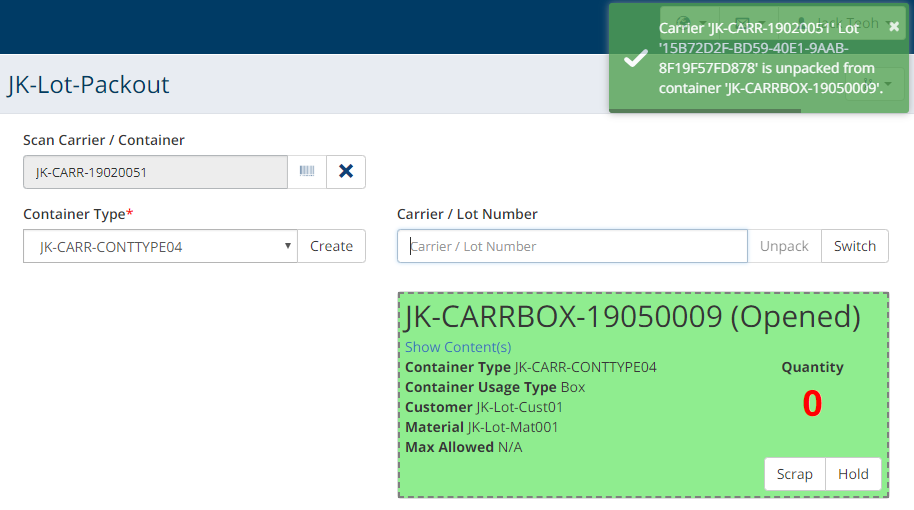 Carrier 'JK-CARR-19020051' Lot
'15B72D2F-BD59-40E1-9AAB-
8F19F57FD878' is unpacked from
container 'JK-CARRBOX-19050009'.
JK-Lot-Packout
Scan Carrier / Container
JK-CARR-19020051
Container Type*
Carrier / Lot Number
JK-CARR-CONTTYPE04
Create
Carrier / Lot Number
Unpack
Switch
JK-CARRBOX-19050009 (Opened)
Show Content(s)
Container Type JK-CARR-CONTTYPE04
Quantity
Container Usage Type Box
Customer JK-Lot-Cust01
0
Material JK-Lot-Mat001
Max Allowed N/A
Scrap
Hold